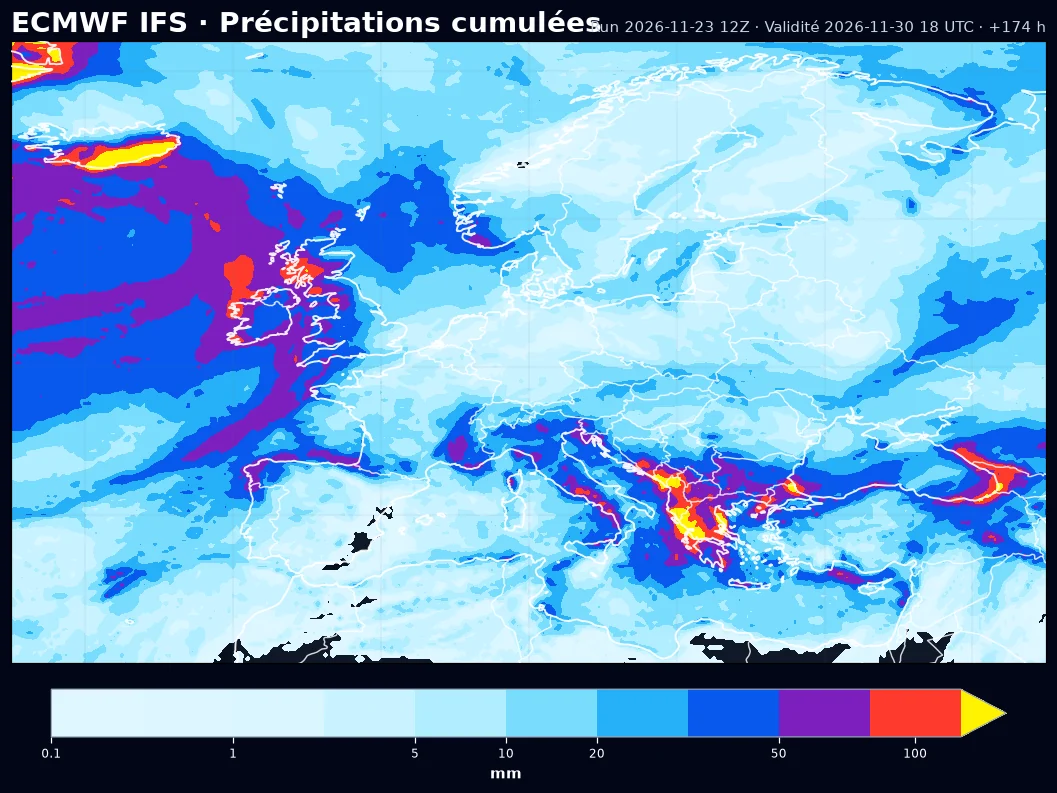 ECMWF IFS · Précipitations cumulées
Run 2026-11-23 12Z · Validité 2026-11-30 18 UTC · +174 h
0.1 1 5 10 20 50 100
mm